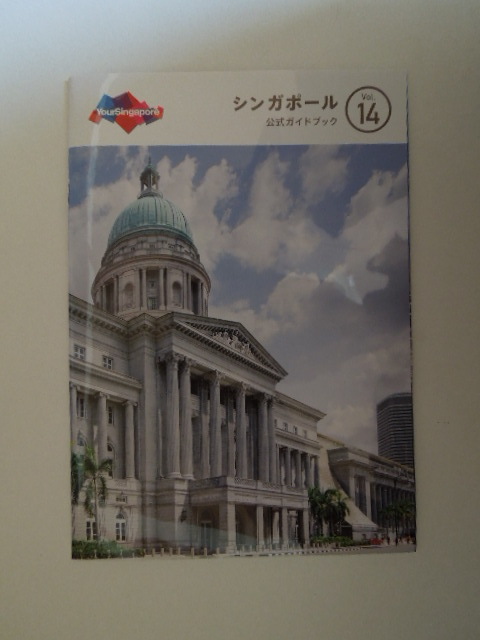 YourSingapore
シンガポール
公式ガイドブック
Vol.
14